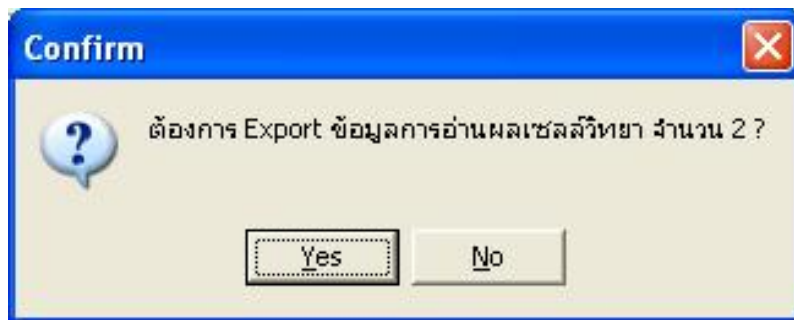 Confirm
ต้องการ Export ข้อมูลการอ่านผลเซลล์วิทยา จำนวน 2 ?
Yes No